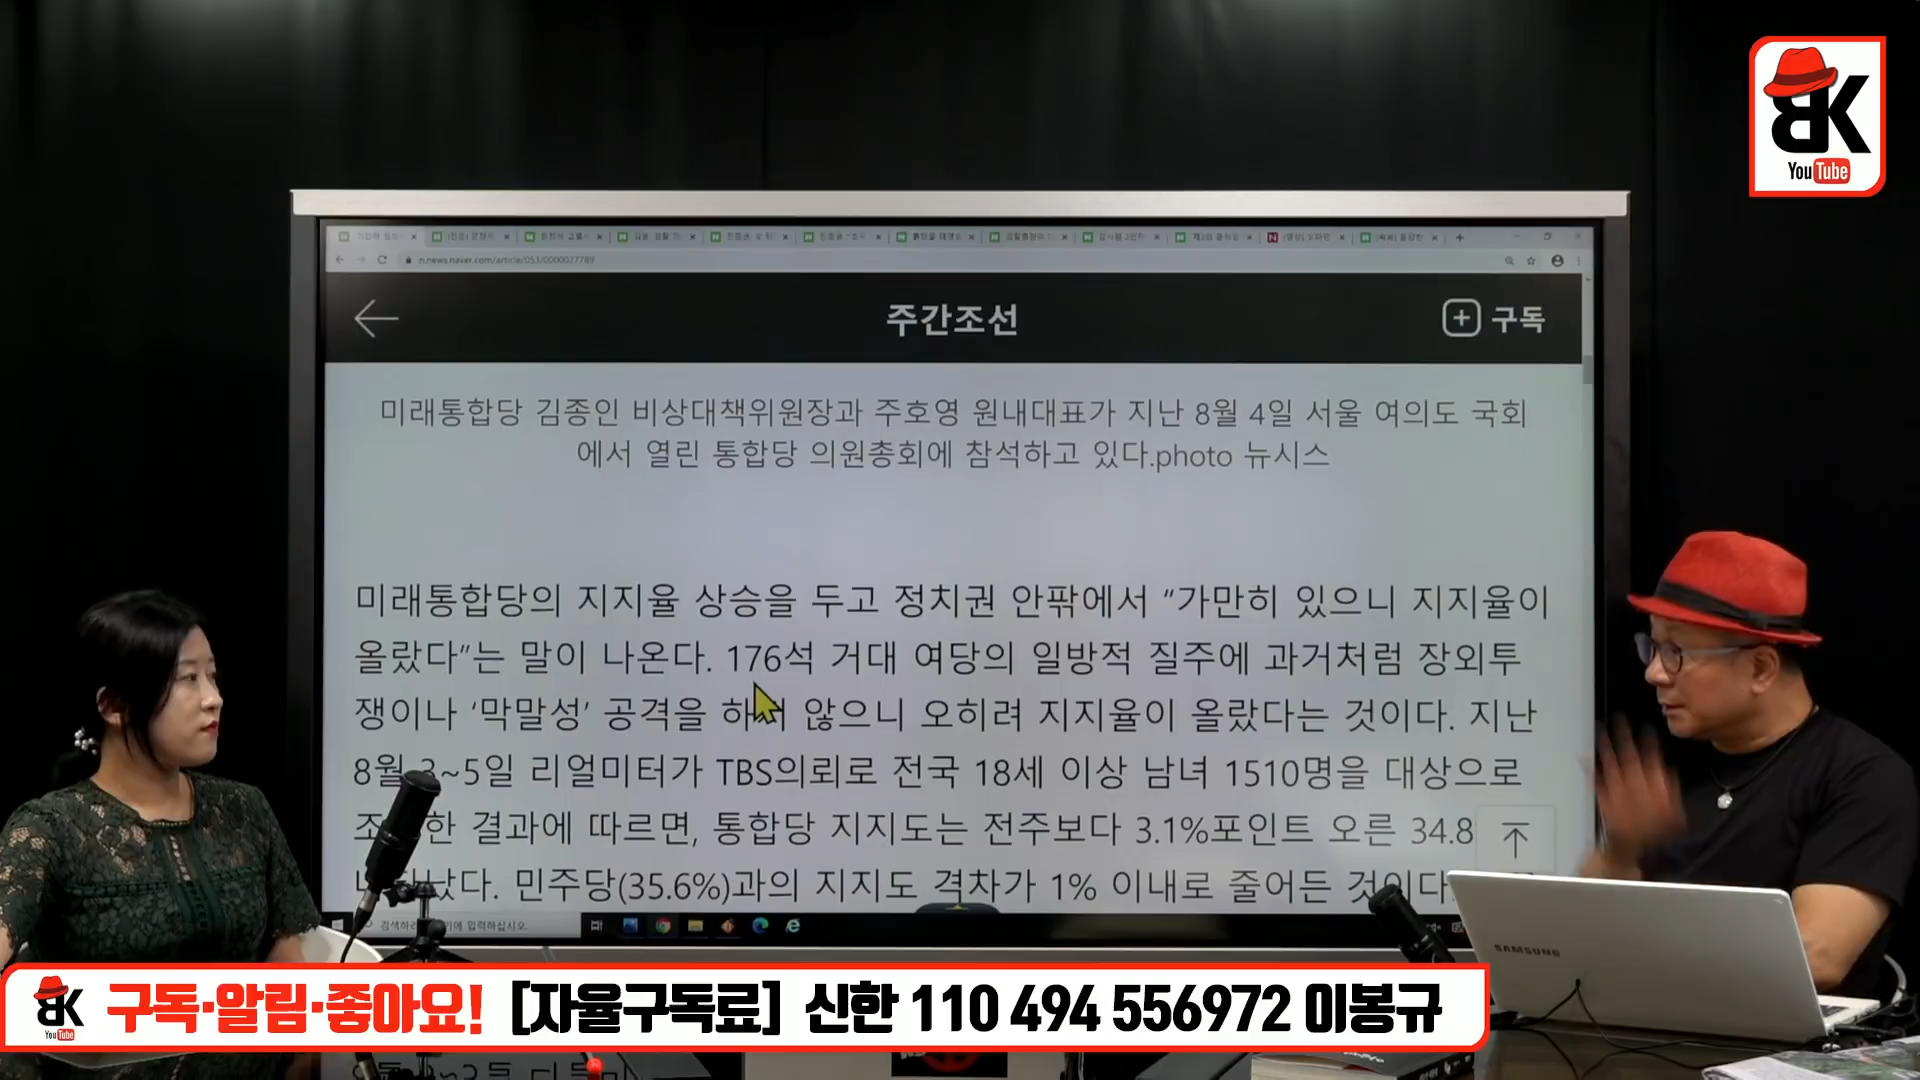 BK
YouTube
n.news.naver.com/article/053/0000027789
주간조선
구독
미래통합당 김종인 비상대책위원장과 주호영 원내대표가 지난 8월 4일 서울 여의도 국회
에서 열린 통합당 의원총회에 참석하고 있다.photo 뉴시스
미래통합당의 지지율 상승을 두고 정치권 안팎에서 “가만히 있으니 지지율이
올랐다”는 말이 나온다. 176석 거대 여당의 일방적 질주에 과거처럼 장외투
쟁이나 ‘막말성’ 공격을 않으니 오히려 지지율이 올랐다는 것이다. 지난
8월 3~5일 리얼미터가 TBS의뢰로 전국 18세 이상 남녀 1510명을 대상으로
결과에 따르면, 통합당 지지도는 전주보다 3.1%포인트 오른 34.8
민주당(35.6%)과의 지지도 격차가 1% 이내로 줄어든 것이다.
입력하십시오.
SAMSUNG
BK
YouTube
구독·알림·좋아요! [자율구독료] 신한 110 494 556972 이봉규